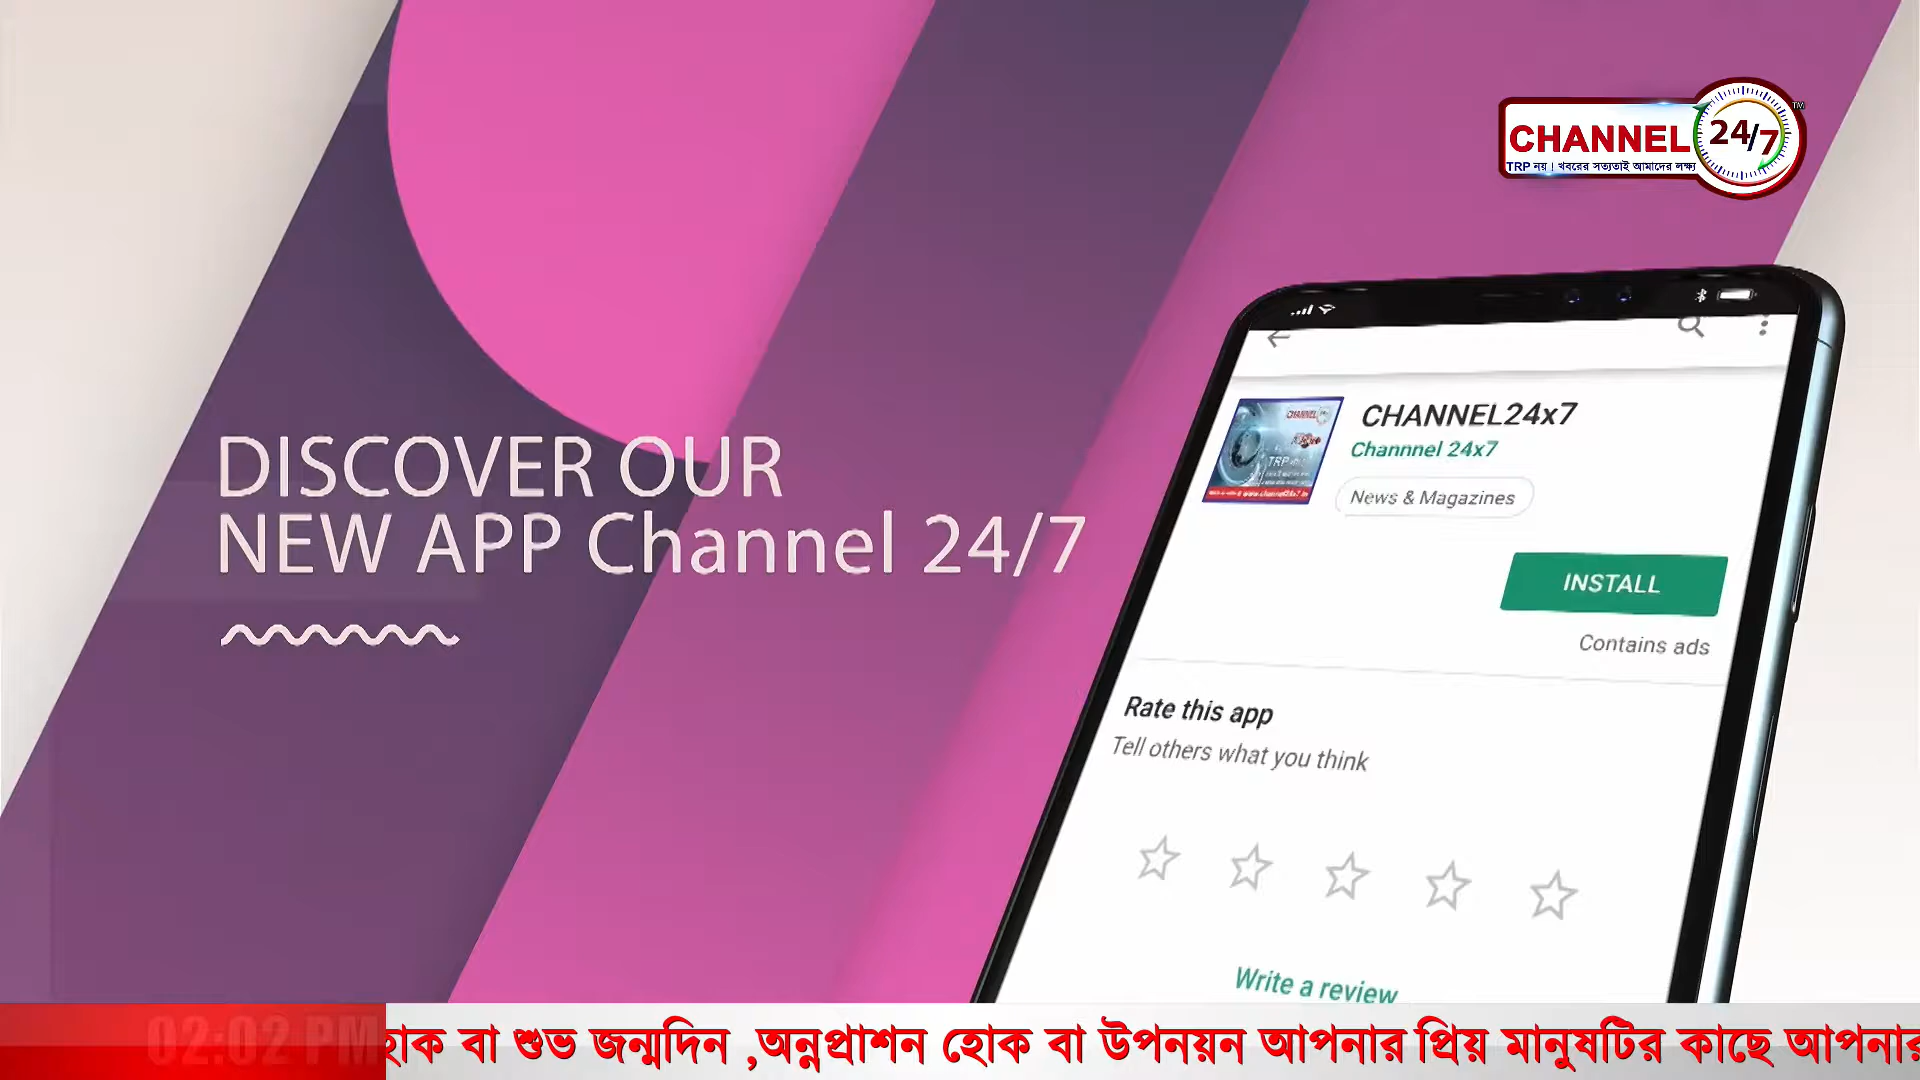 CHANNEL 24/7
TM
TRP নয় । খবরের সত্যতাই আমাদের লক্ষ্য
DISCOVER OUR
NEW APP Channel 24/7
CHANNEL24x7
Channnel 24x7
News & Magazines
INSTALL
Contains ads
Rate this app
Tell others what you think
Write a review
02:02 PM
হোক বা শুভ জন্মদিন ,অন্নপ্রাশন হোক বা উপনয়ন আপনার প্রিয় মানুষটির কাছে আপনার